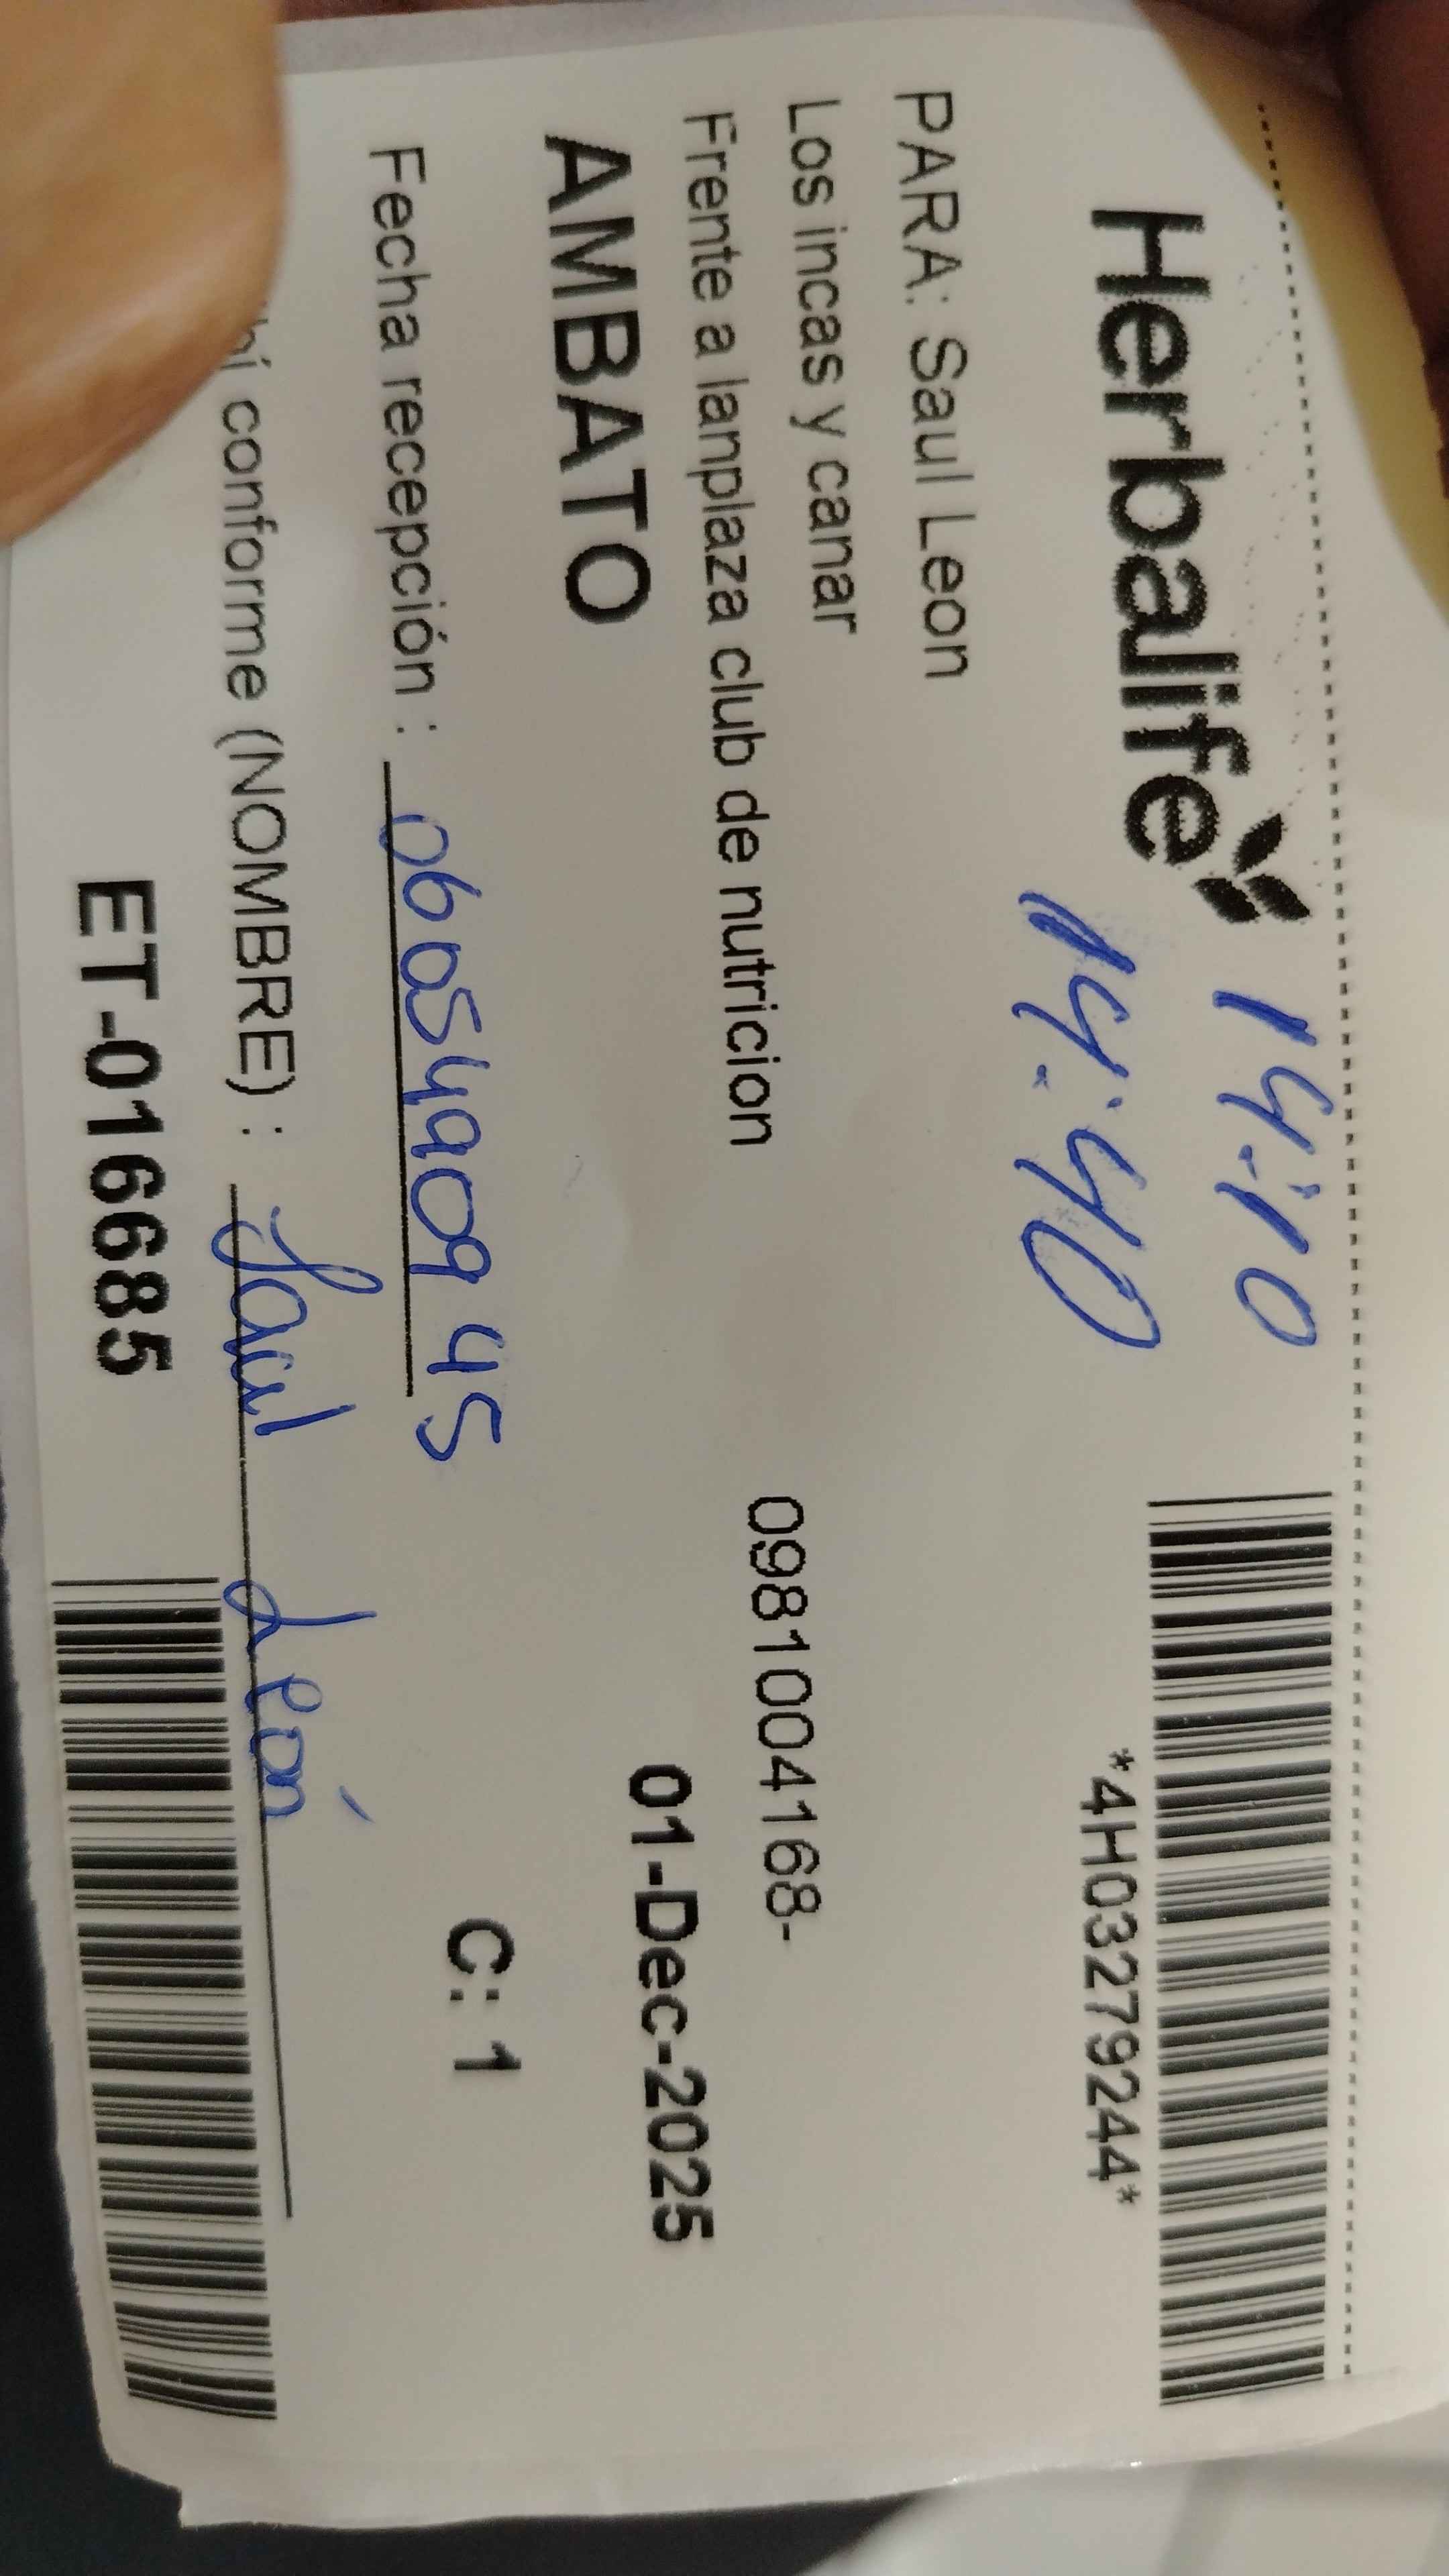 Herbalife
14:10
14:40
*4H03279244*
PARA: Saul Leon
Los incas y canar
Frente a lanplaza club de nutricion
0981004168-
AMBATO
01-Dec-2025
Fecha recepción : 0605490945
C: 1
conforme (NOMBRE) : Saul León
ET-016685